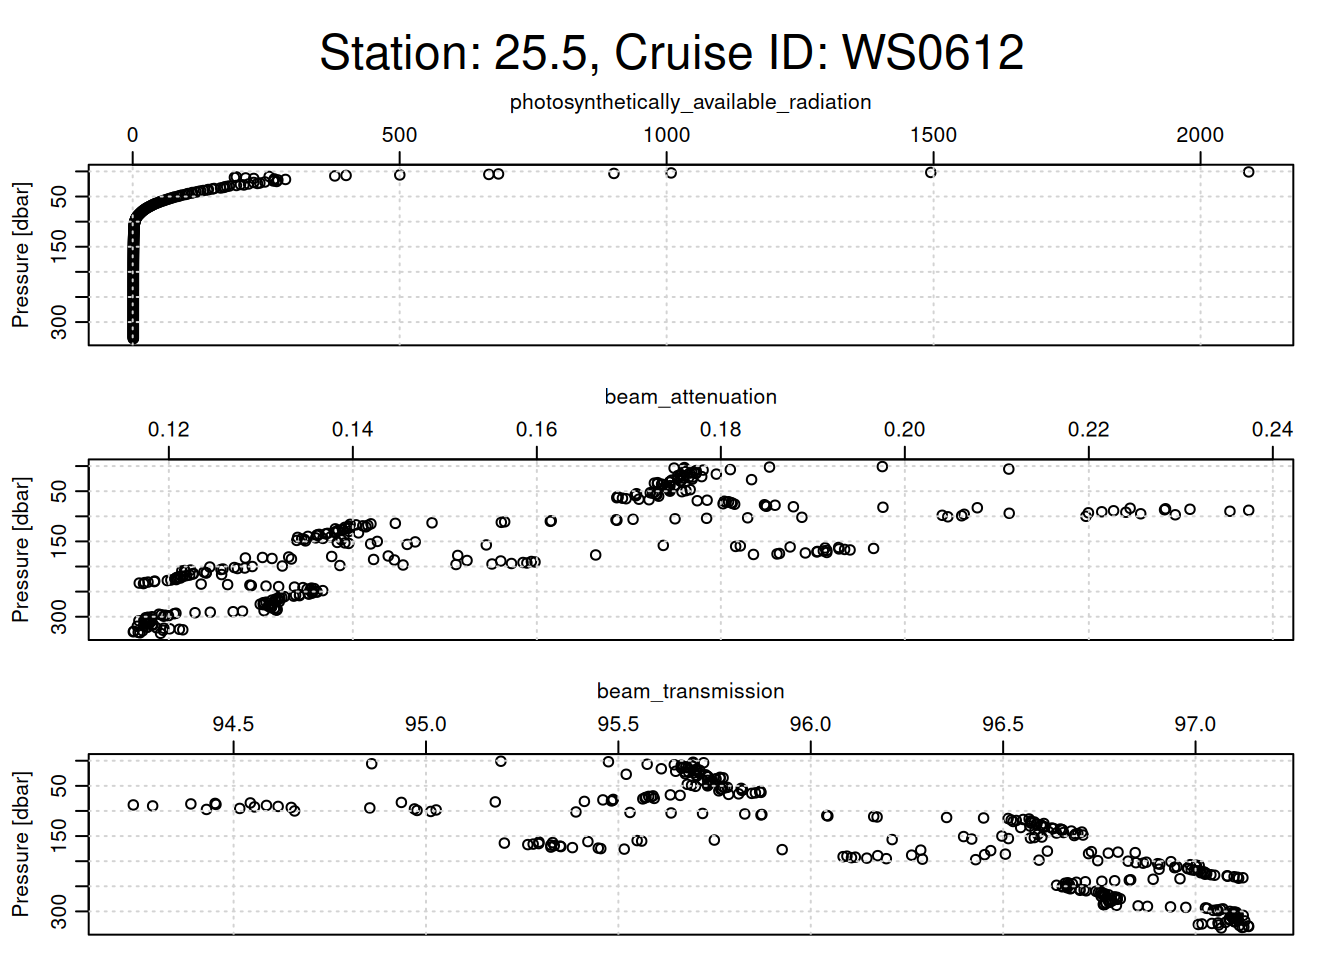 Station: 25.5, Cruise ID: WS0612
photosynthetically_available_radiation
0 500 1000 1500 2000
Pressure [dbar]
50
150
300
beam_attenuation
0.12 0.14 0.16 0.18 0.20 0.22 0.24
Pressure [dbar]
50
150
300
beam_transmission
94.5 95.0 95.5 96.0 96.5 97.0
Pressure [dbar]
50
150
300